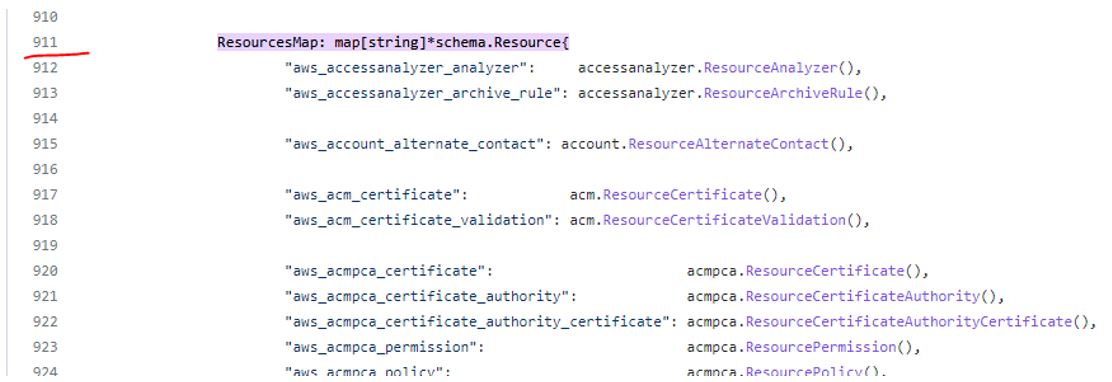 910
911 ResourcesMap: map[string]*schema.Resource{
912 "aws_accessanalyzer_analyzer": accessanalyzer.ResourceAnalyzer(),
913 "aws_accessanalyzer_archive_rule": accessanalyzer.ResourceArchiveRule(),
914
915 "aws_account_alternate_contact": account.ResourceAlternateContact(),
916
917 "aws_acm_certificate": acm.ResourceCertificate(),
918 "aws_acm_certificate_validation": acm.ResourceCertificateValidation(),
919
920 "aws_acmpca_certificate": acmpca.ResourceCertificate(),
921 "aws_acmpca_certificate_authority": acmpca.ResourceCertificateAuthority(),
922 "aws_acmpca_certificate_authority_certificate": acmpca.ResourceCertificateAuthorityCertificate(),
923 "aws_acmpca_permission": acmpca.ResourcePermission(),
924 "aws_acmpca_policy": acmpca.ResourcePolicy(),